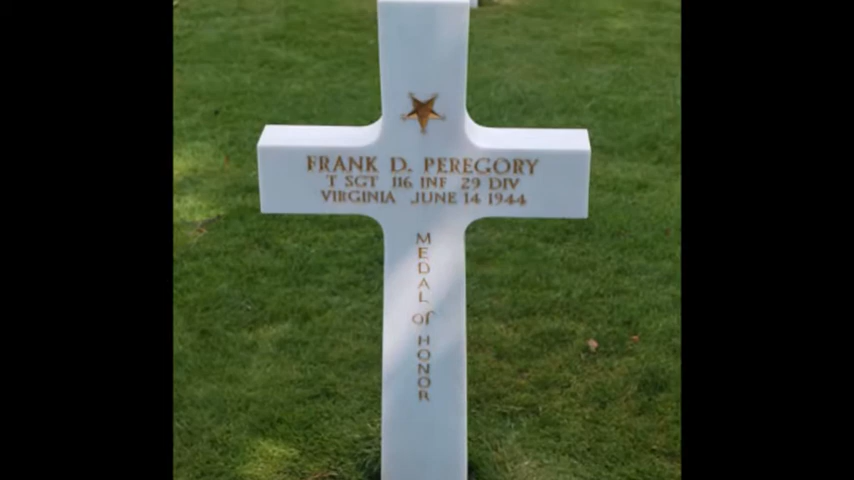 FRANK D. PEREGORY
T SGT 116 INF 29 DIV
VIRGINIA JUNE 14 1944
MEDAL of HONOR